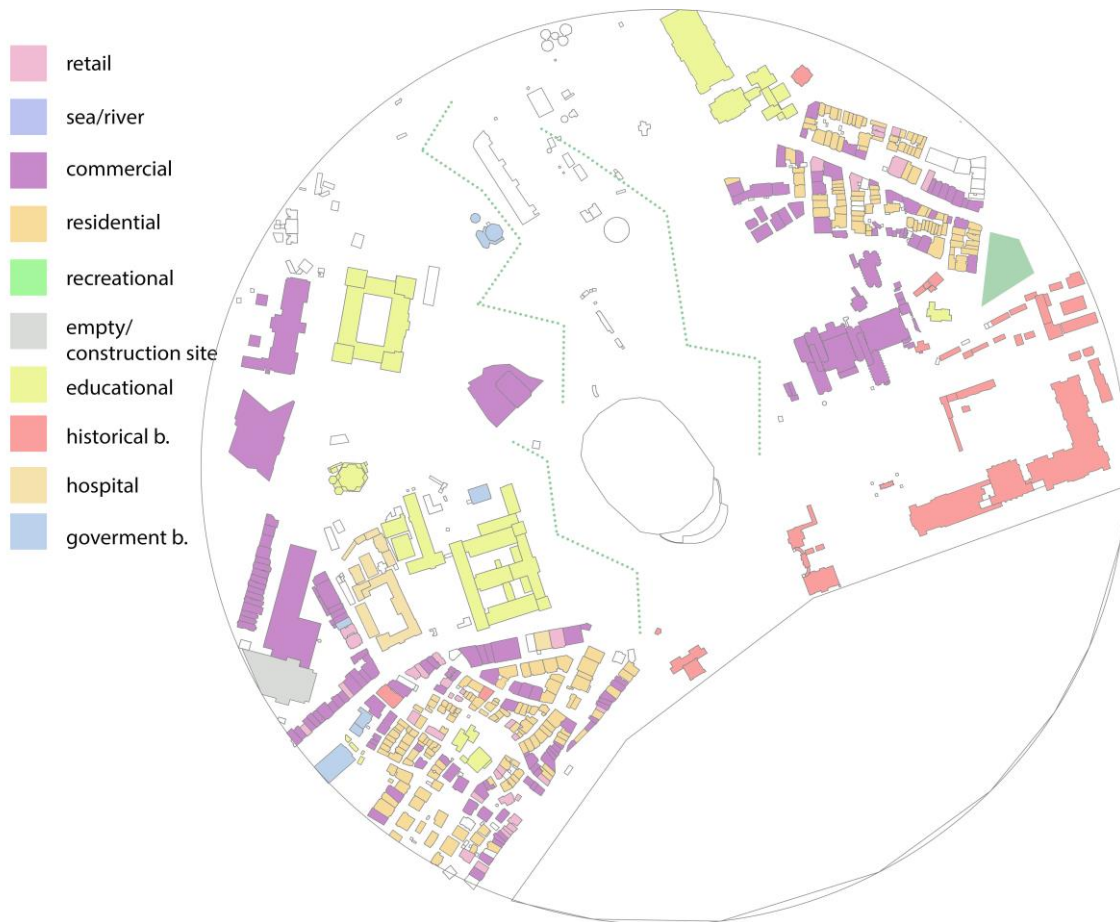 retail
sea/river
commercial
residential
recreational
empty/
construction site
educational
historical b.
hospital
goverment b.